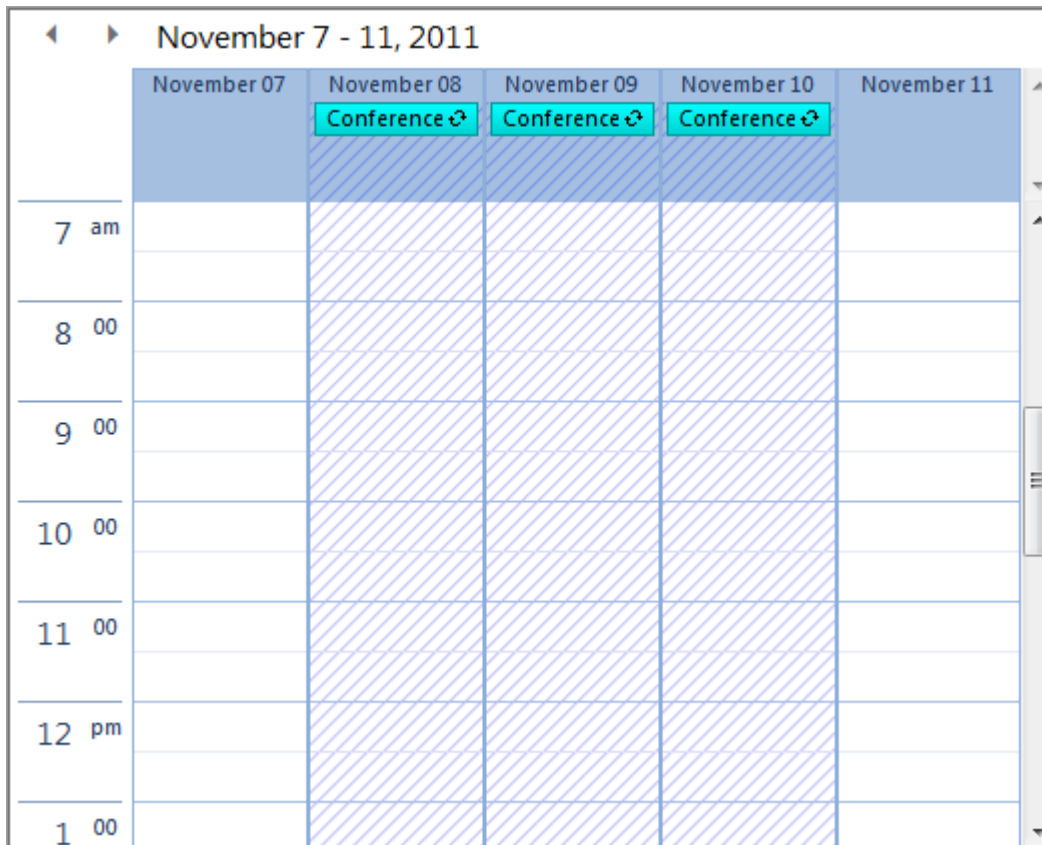 November 7 - 11, 2011
November 07 November 08 November 09 November 10 November 11
Conference Conference Conference
7 am
8 00
9 00
10 00
11 00
12 pm
1 00